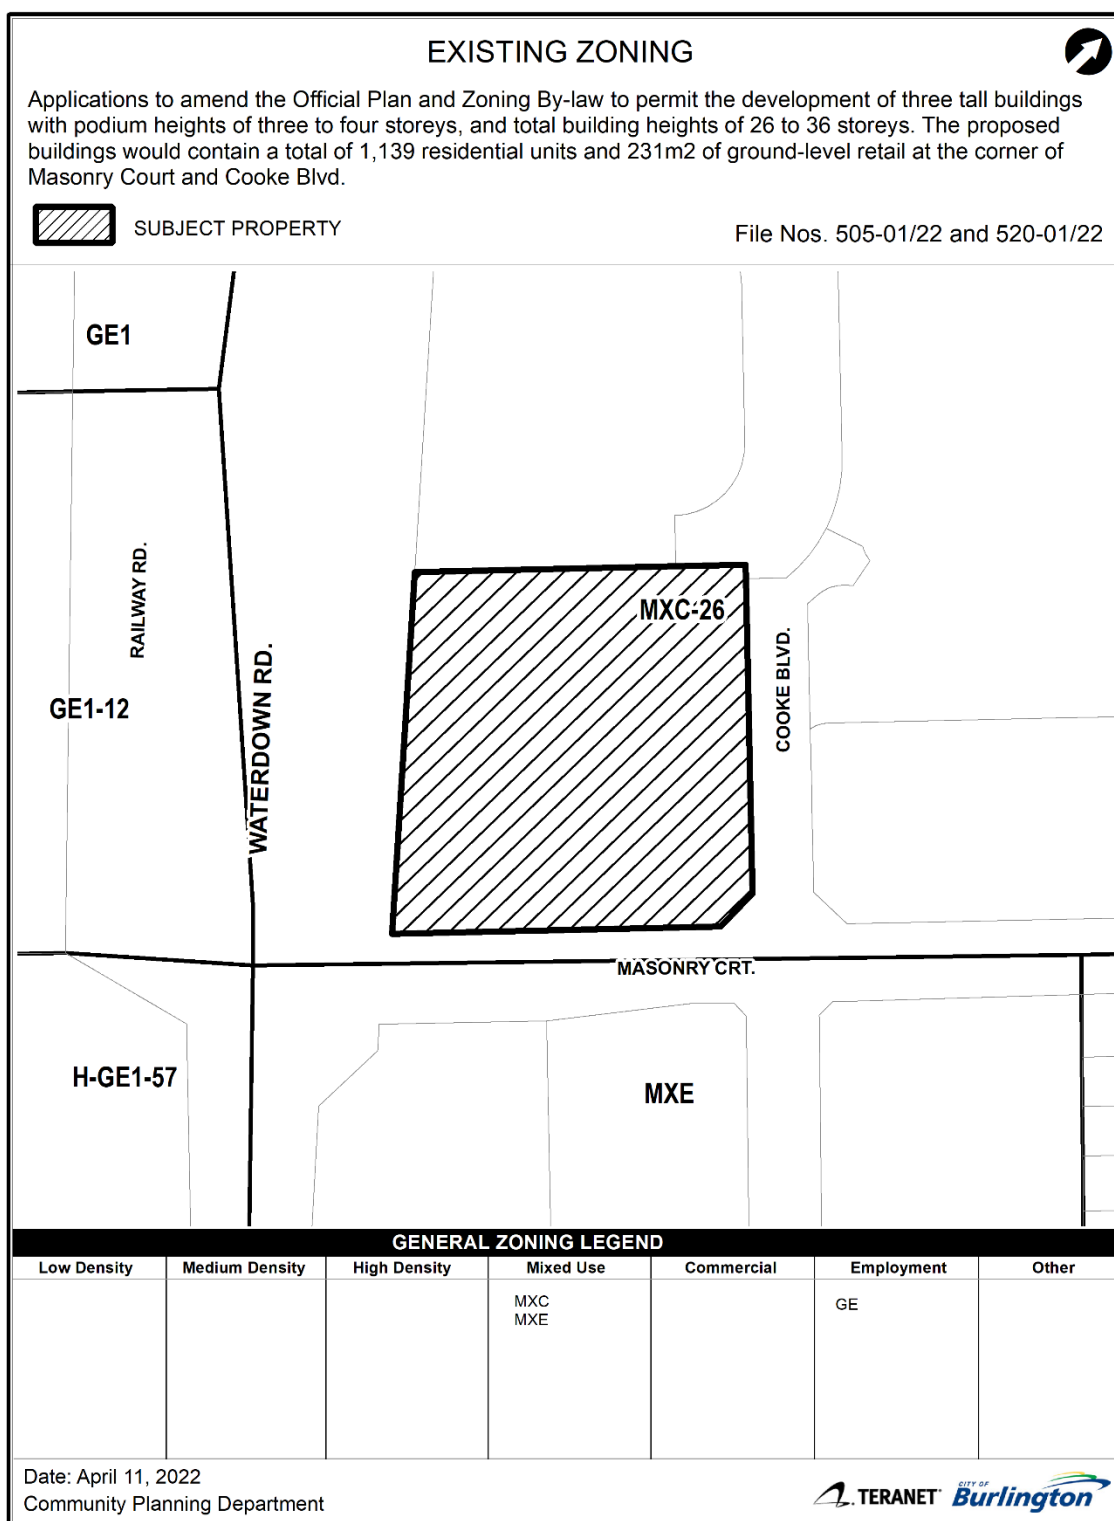 EXISTING ZONING
Applications to amend the Official Plan and Zoning By-law to permit the development of three tall buildings
with podium heights of three to four storeys, and total building heights of 26 to 36 storeys. The proposed
buildings would contain a total of 1,139 residential units and 231m2 of ground-level retail at the corner of
Masonry Court and Cooke Blvd.
SUBJECT PROPERTY
File Nos. 505-01/22 and 520-01/22
GE1
RAILWAY RD.
MXC-26
WATERDOWN RD.
COOKE BLVD.
GE1-12
MASONRY CRT.
H-GE1-57
MXE
GENERAL ZONING LEGEND
Low Density Medium Density High Density Mixed Use Commercial Employment Other
MXC GE
MXE
Date: April 11, 2022
Community Planning Department
TERANET
CITY OF
Burlington